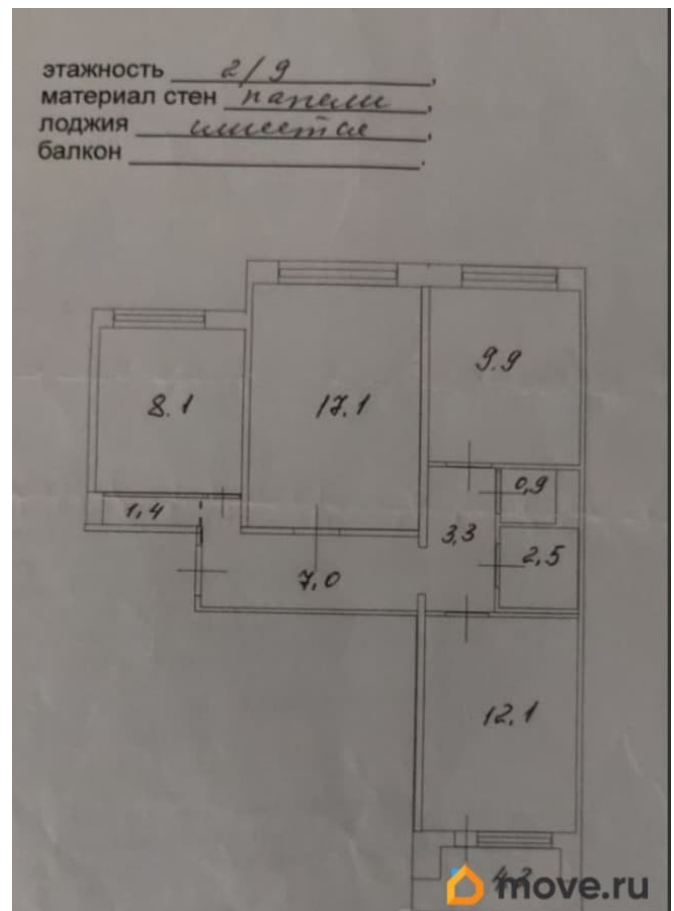 этажность 2/9,
материал стен панели,
лоджия имеется,
балкон .
9.9
8.1
17.1
0,9
1,4
3,3
2,5
7,0
12.1
move.ru